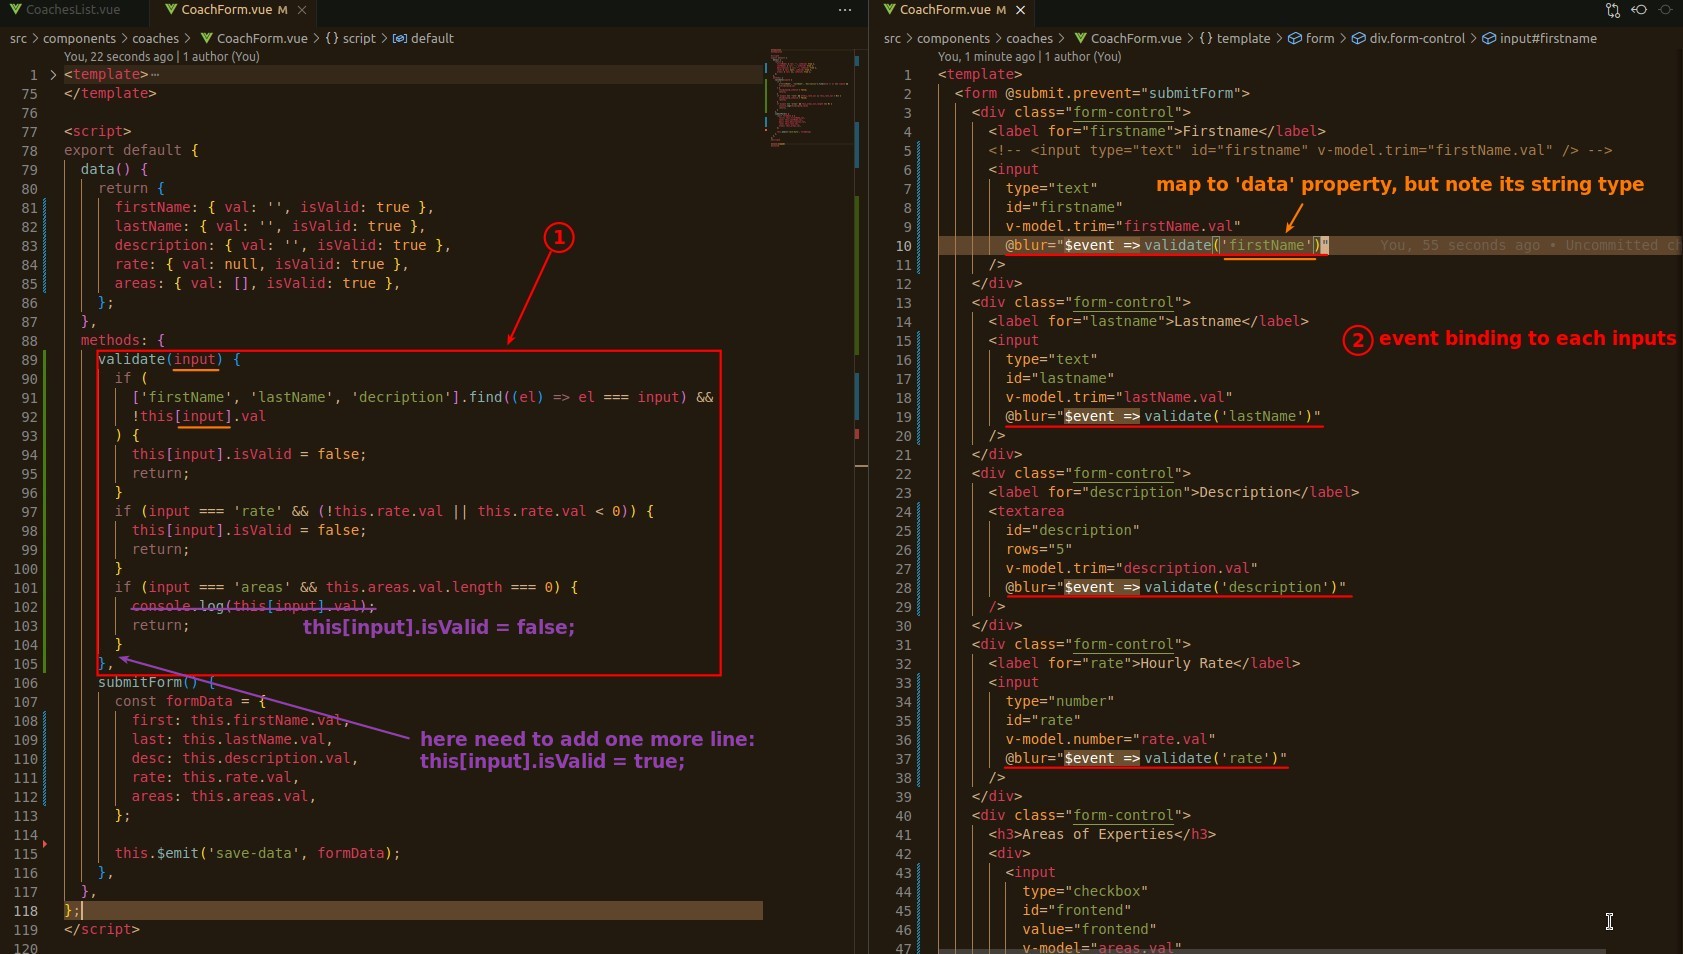 CoachesList.vue
CoachForm.vue M ×
···
src > components > coaches > CoachForm.vue > {} script > default
You, 22 seconds ago | 1 author (You)
1 > <template>···
75 </template>
76
77 <script>
78 export default {
79 data() {
80 return {
81 firstName: { val: '', isValid: true },
82 lastName: { val: '', isValid: true },
83 description: { val: '', isValid: true },
84 rate: { val: null, isValid: true },
85 areas: { val: [], isValid: true },
86 };
87 },
88 methods: {
89 validate(input) {
90 if (
91 ['firstName', 'lastName', 'decription'].find((el) => el === input) &&
92 !this[input].val
93 ) {
94 this[input].isValid = false;
95 return;
96 }
97 if (input === 'rate' && (!this.rate.val || this.rate.val < 0)) {
98 this[input].isValid = false;
99 return;
100 }
101 if (input === 'areas' && this.areas.val.length === 0) {
102 console.log(this[input].val);
103 return;
104 }
105 },
106 submitForm() {
107 const formData = {
108 first: this.firstName.val,
109 last: this.lastName.val,
110 desc: this.description.val,
111 rate: this.rate.val,
112 areas: this.areas.val,
113 };
114
115 this.$emit('save-data', formData);
116 },
117 },
118 };
119 </script>
120
1
this[input].isValid = false;
here need to add one more line:
this[input].isValid = true;
CoachForm.vue M ×
src > components > coaches > CoachForm.vue > {} template > form > div.form-control > input#firstname
You, 1 minute ago | 1 author (You)
1 <template>
2 <form @submit.prevent="submitForm">
3 <div class="form-control">
4 <label for="firstname">Firstname</label>
5 <!-- <input type="text" id="firstname" v-model.trim="firstName.val" /> -->
6 <input
7 type="text"
8 id="firstname"
9 v-model.trim="firstName.val"
10 @blur="$event => validate('firstName')" You, 55 seconds ago • Uncommitted
11 />
12 </div>
13 <div class="form-control">
14 <label for="lastname">Lastname</label>
15 <input
16 type="text"
17 id="lastname"
18 v-model.trim="lastName.val"
19 @blur="$event => validate('lastName')"
20 />
21 </div>
22 <div class="form-control">
23 <label for="description">Description</label>
24 <textarea
25 id="description"
26 rows="5"
27 v-model.trim="description.val"
28 @blur="$event => validate('description')"
29 />
30 </div>
31 <div class="form-control">
32 <label for="rate">Hourly Rate</label>
33 <input
34 type="number"
35 id="rate"
36 v-model.number="rate.val"
37 @blur="$event => validate('rate')"
38 />
39 </div>
40 <div class="form-control">
41 <h3>Areas of Experties</h3>
42 <div>
43 <input
44 type="checkbox"
45 id="frontend"
46 value="frontend"
47 v-model="areas.val"
map to 'data' property, but note its string type
2 event binding to each inputs